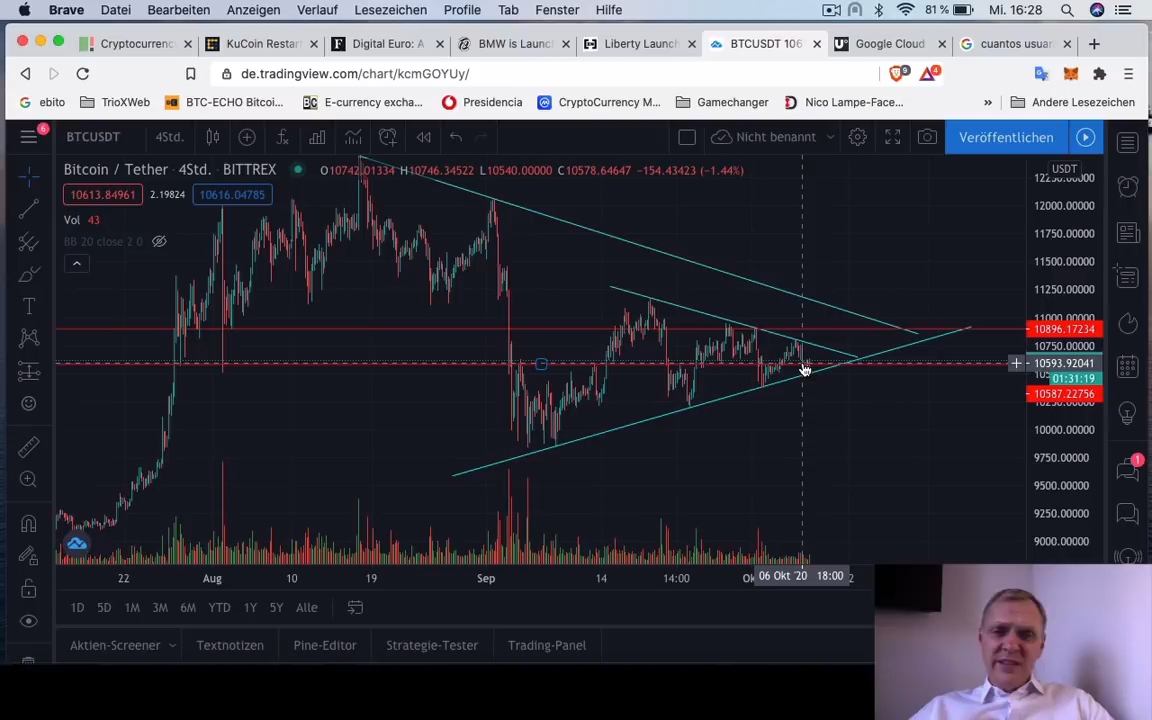 Brave Datei Bearbeiten Anzeigen Verlauf Lesezeichen Profile Tab Fenster Hilfe 81 % Mi. 16:28
Cryptocurrency KuCoin Restart Digital Euro: A BMW is Launc Liberty Launch BTCUSDT 106 Google Cloud cuantos usuar
de.tradingview.com/chart/kcmGOYUy/ 9 4
ebito TrioXWeb BTC-ECHO Bitcoi... E-currency excha... Presidencia CryptoCurrency M... Gamechanger Nico Lampe-Face... » Andere Lesezeichen
6 BTCUSDT 4Std. Nicht benannt Veröffentlichen
Bitcoin / Tether 4Std. BITTREX O10742.01334 H10746.34522 L10540.00000 C10578.64647 −154.43423 (−1.44%) USDT
10613.84961 2.19824 10616.04785
Vol 43
BB 20 close 2 0
12000.00000
11750.00000
11500.00000
11250.00000
11000.00000
10896.17234
10750.00000
10593.92041
01:31:19
10587.22756
10000.00000
9750.00000
9500.00000
9250.00000
9000.00000
1
22 Aug 10 19 Sep 14 14:00 06 Okt '20 18:00
1D 5D 1M 3M 6M YTD 1Y 5Y Alle
Aktien-Screener Textnotizen Pine-Editor Strategie-Tester Trading-Panel